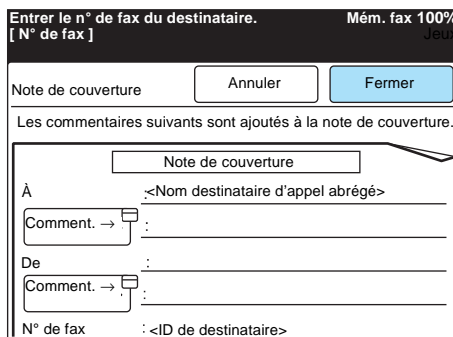 Entrer le n° de fax du destinataire. Mém. fax 100%
[ N° de fax ] Jeux
Note de couverture Annuler Fermer
Les commentaires suivants sont ajoutés à la note de couverture.
Note de couverture
À :<Nom destinataire d'appel abrégé>
Comment. → :
De :
Comment. → :
N° de fax : <ID de destinataire>